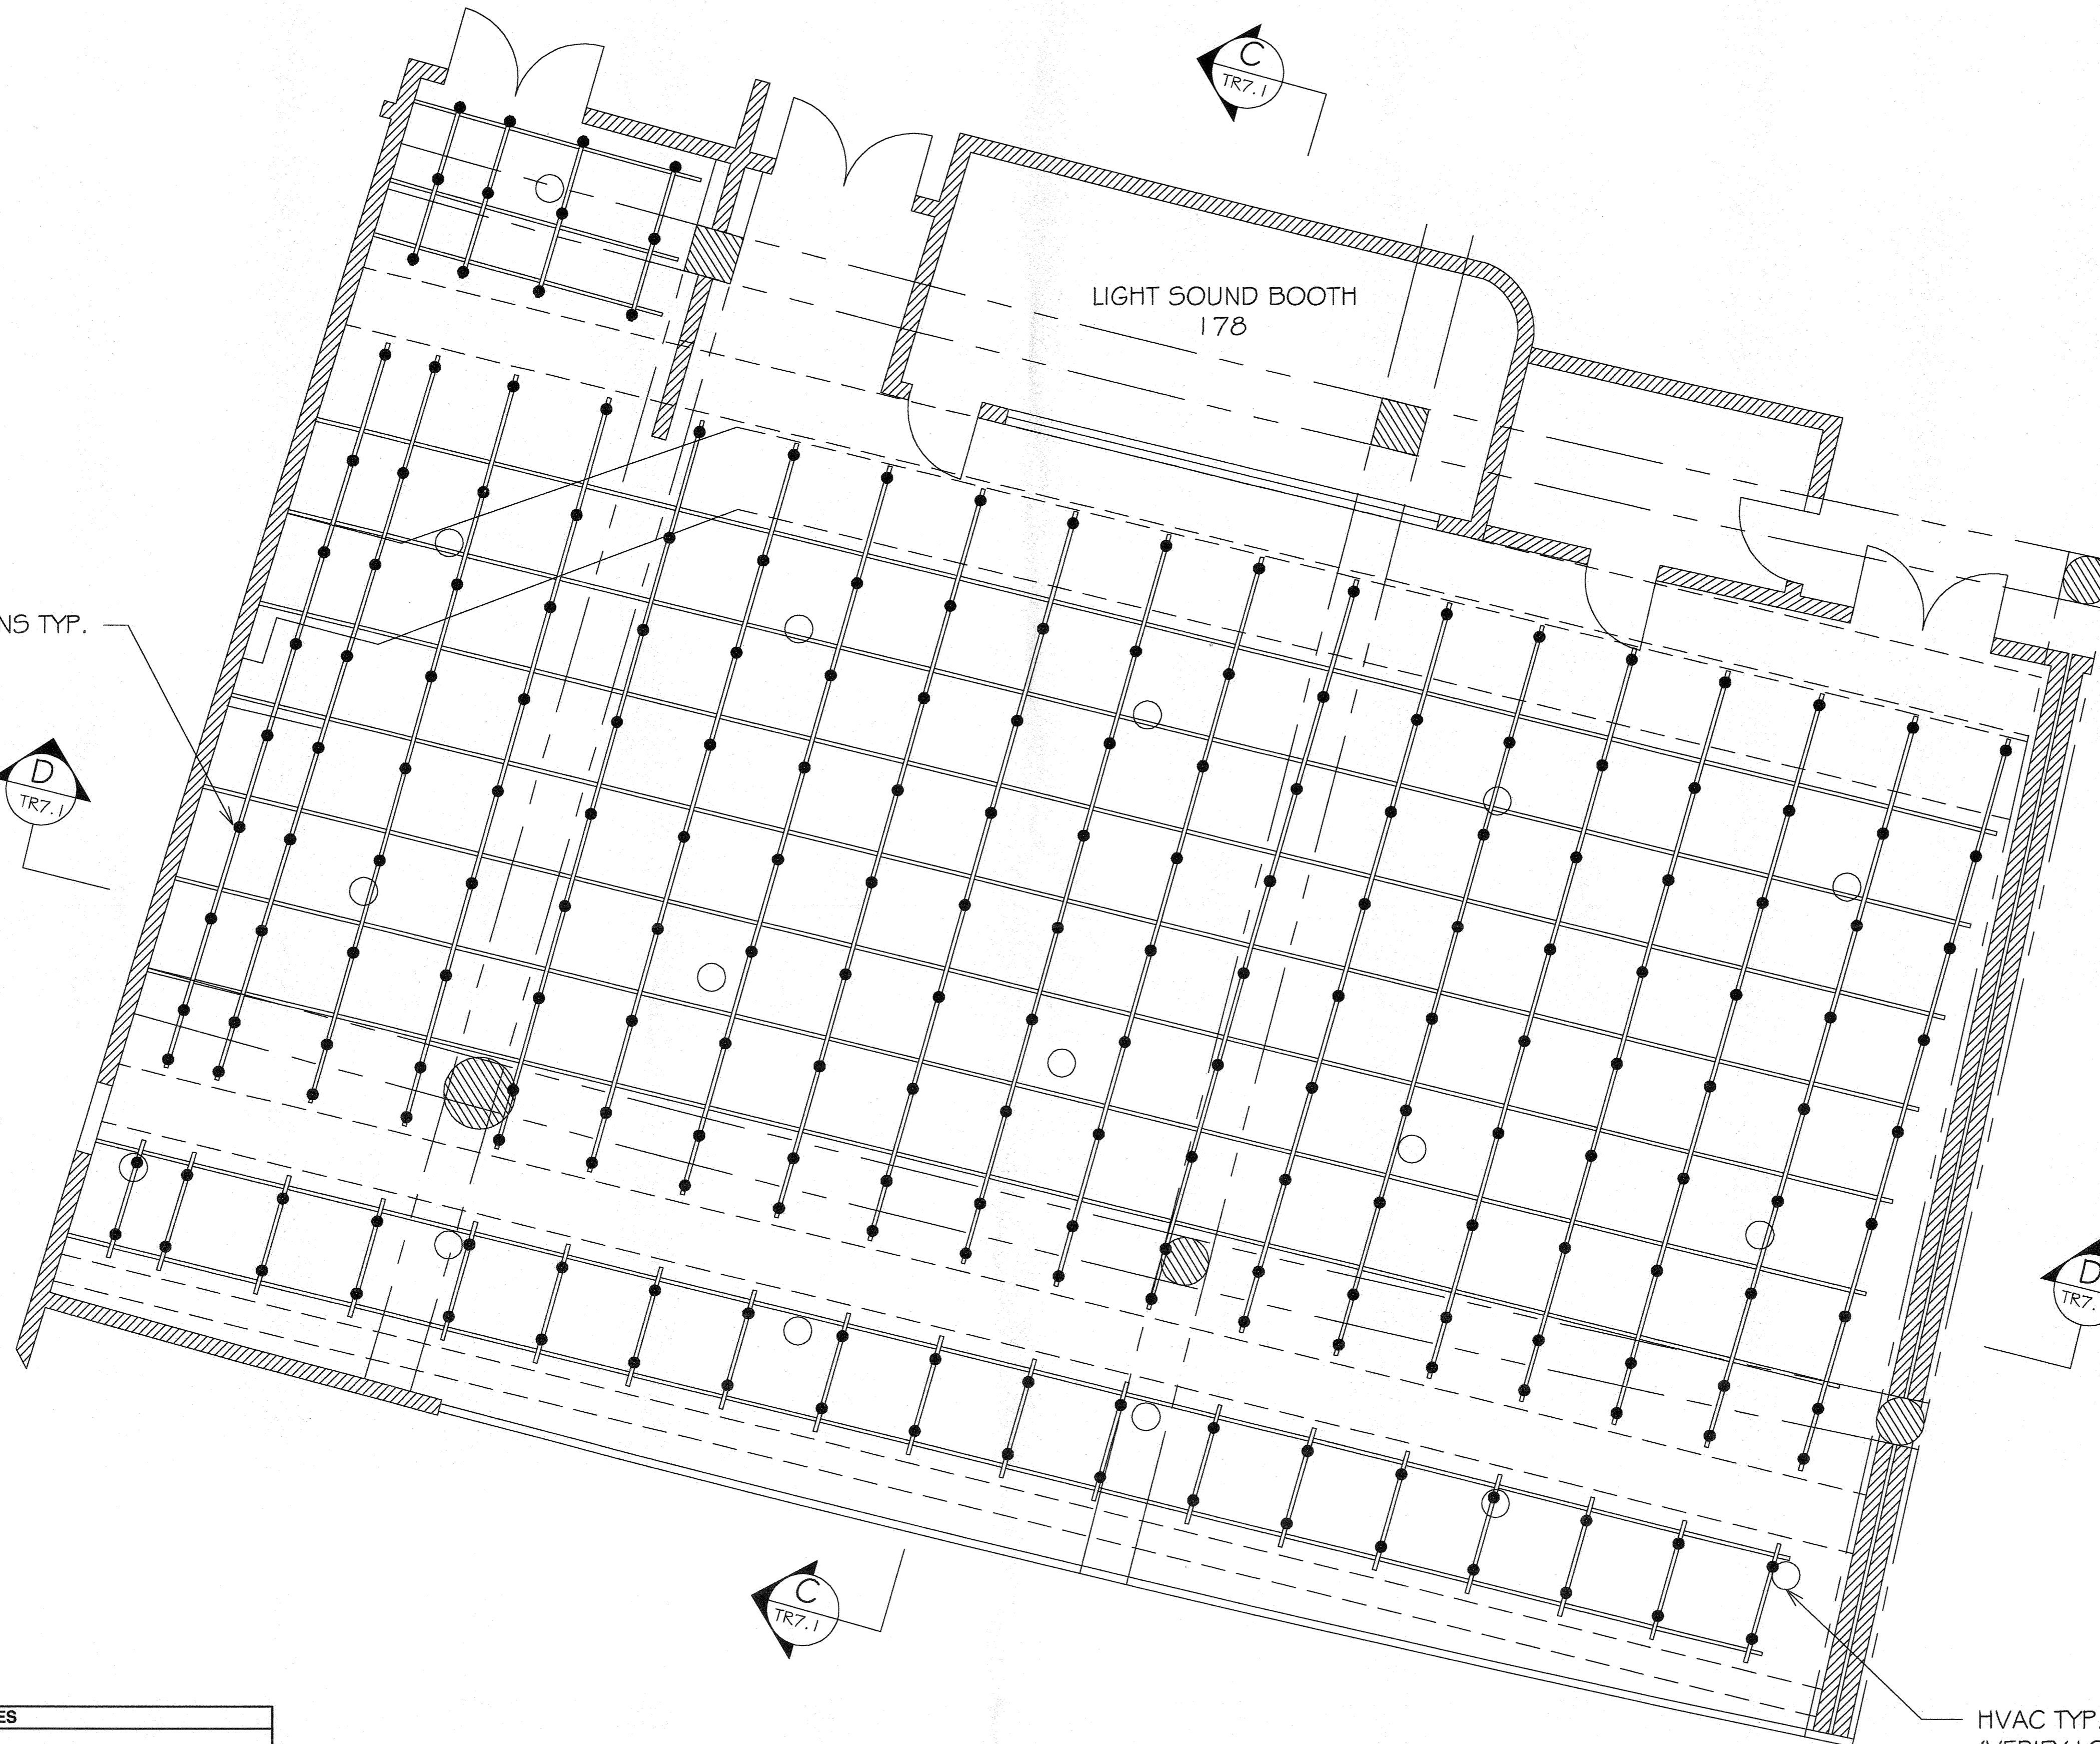 C
TR7.1
LIGHT SOUND BOOTH
178
NS TYP.
D
TR7.1
D
TR7.
C
TR7.1
ES
HVAC TYP.